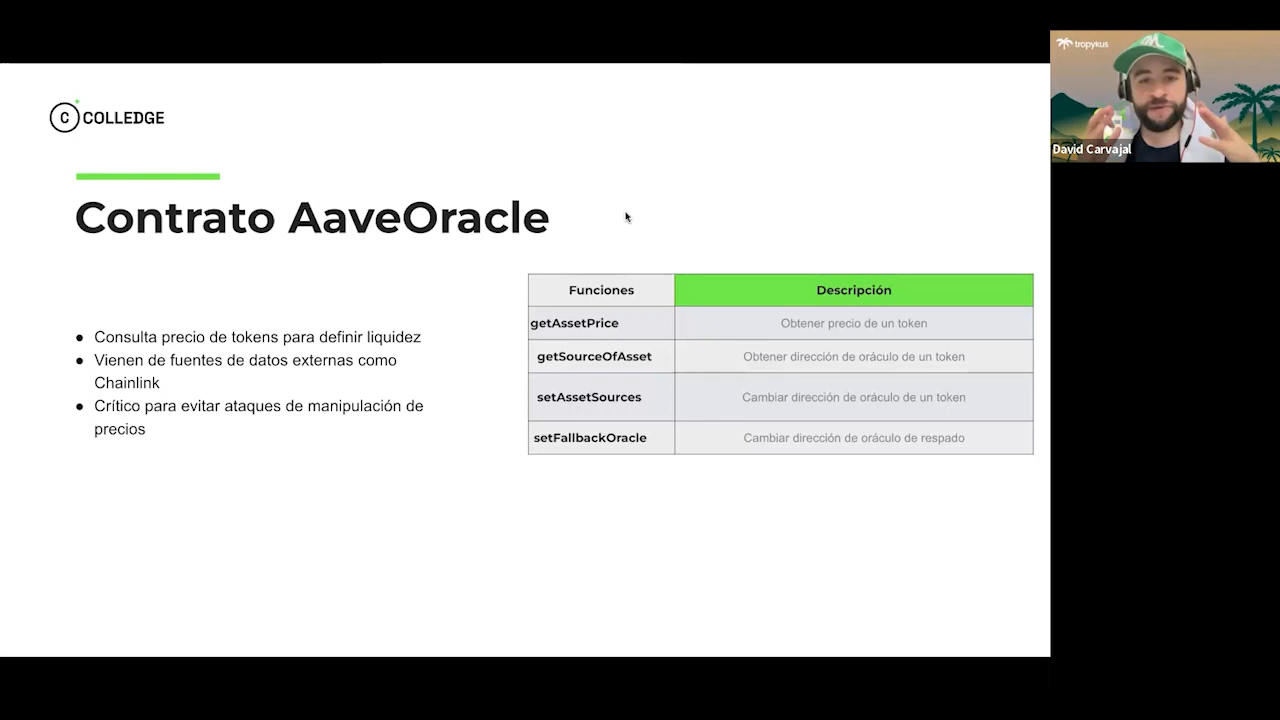 C COLLEDGE
Contrato AaveOracle
● Consulta precio de tokens para definir liquidez
● Vienen de fuentes de datos externas como
Chainlink
● Crítico para evitar ataques de manipulación de
precios
Funciones Descripción
getAssetPrice Obtener precio de un token
getSourceOfAsset Obtener dirección de oráculo de un token
setAssetSources Cambiar dirección de oráculo de un token
setFallbackOracle Cambiar dirección de oráculo de respado
tropykus
David Carvajal